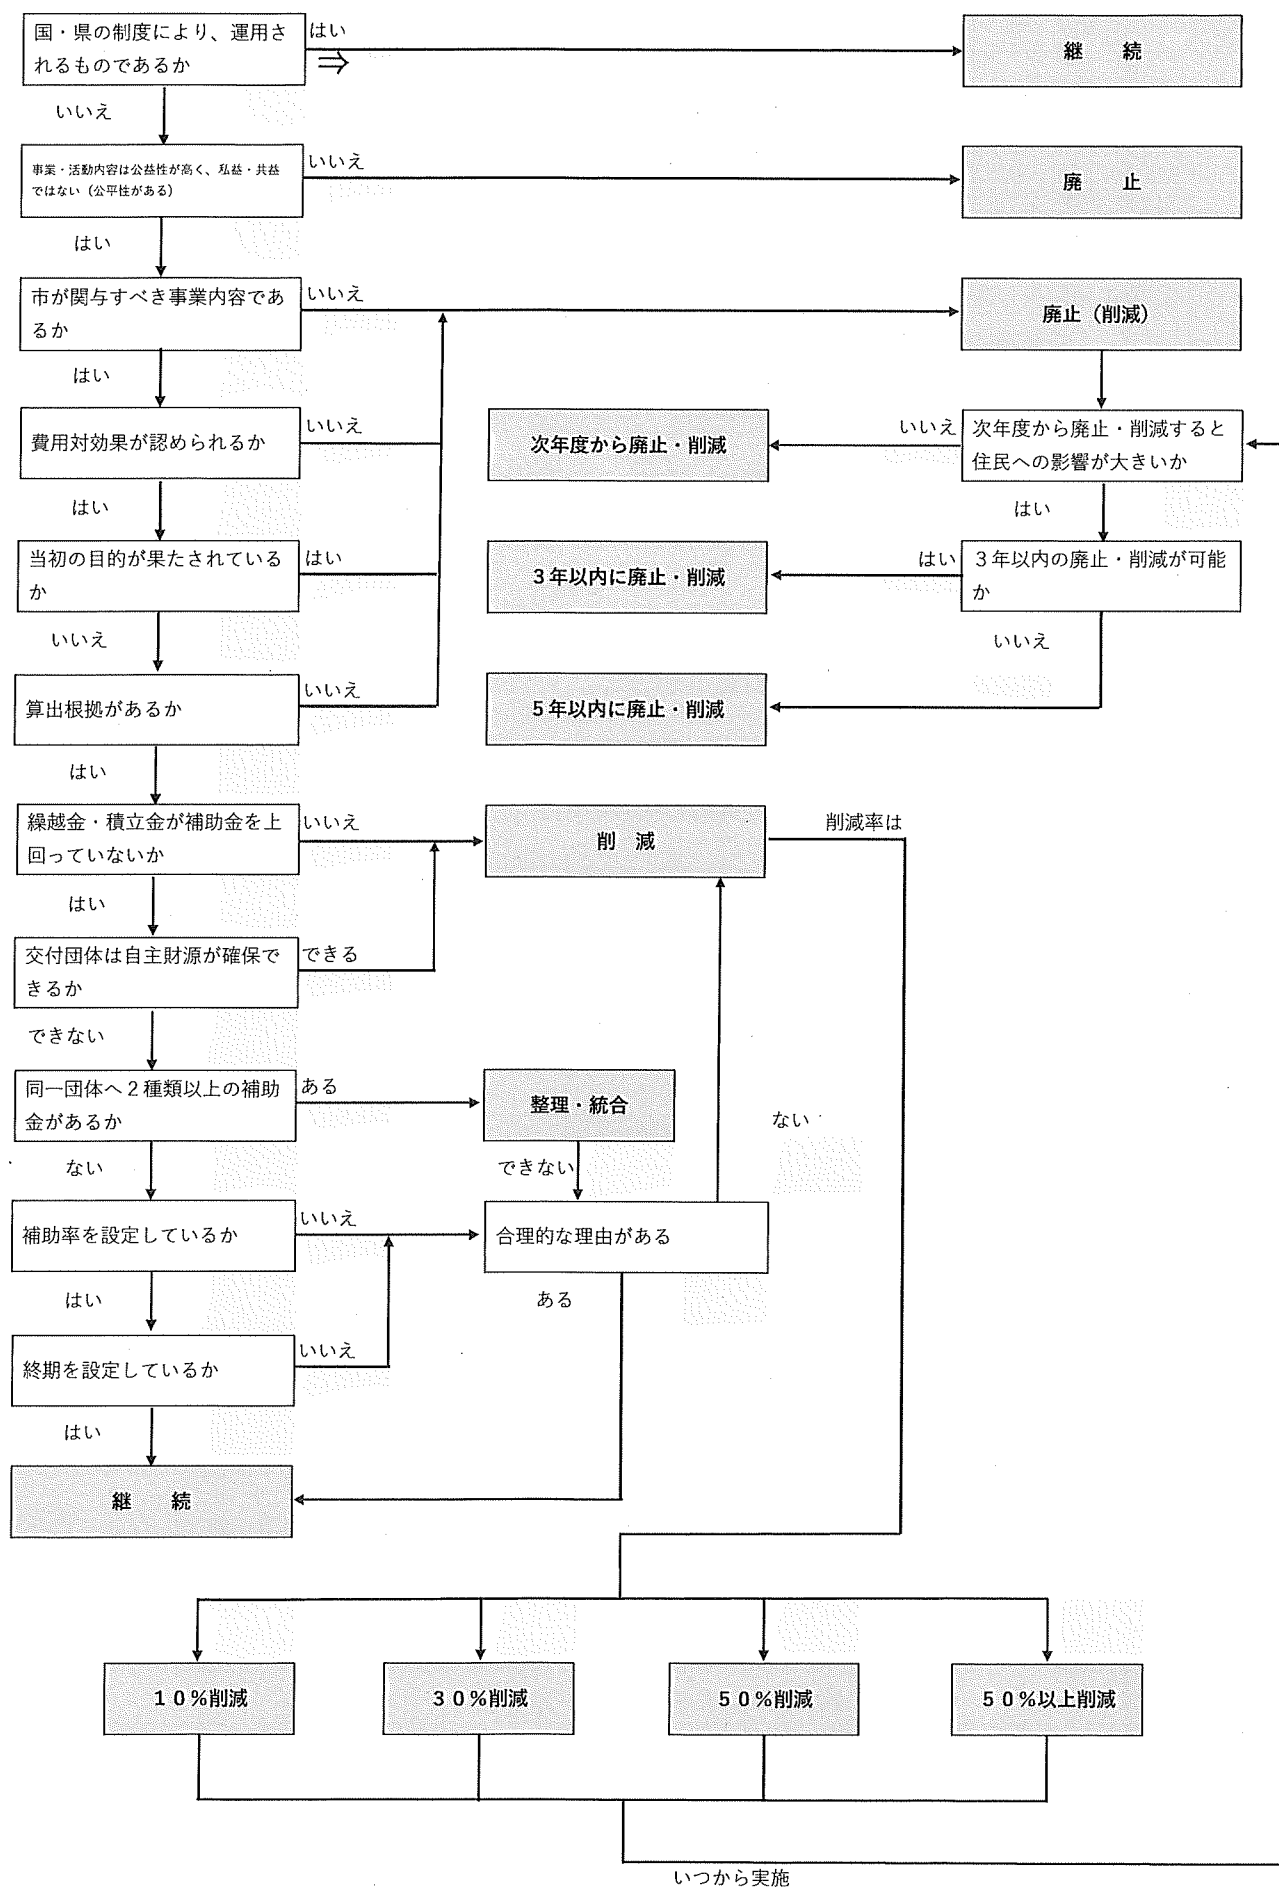 国・県の制度により、運用さ
れるものであるか
はい
⇒
継　続
いいえ
事業・活動内容は公益性が高く、私益・共益
ではない（公平性がある）
いいえ
廃　止
はい
市が関与すべき事業内容であ
るか
いいえ
廃止（削減）
はい
費用対効果が認められるか
いいえ
次年度から廃止・削減
いいえ
次年度から廃止・削減すると
住民への影響が大きいか
はい
はい
当初の目的が果たされている
か
はい
３年以内に廃止・削減
はい
３年以内の廃止・削減が可能
か
いいえ
いいえ
算出根拠があるか
いいえ
５年以内に廃止・削減
はい
繰越金・積立金が補助金を上
回っていないか
いいえ
削　減
削減率は
はい
交付団体は自主財源が確保で
きるか
できる
できない
同一団体へ２種類以上の補助
金があるか
ある
整理・統合
ない
ない
できない
補助率を設定しているか
いいえ
合理的な理由がある
はい
ある
終期を設定しているか
いいえ
はい
継　続
１０％削減
３０％削減
５０％削減
５０％以上削減
いつから実施